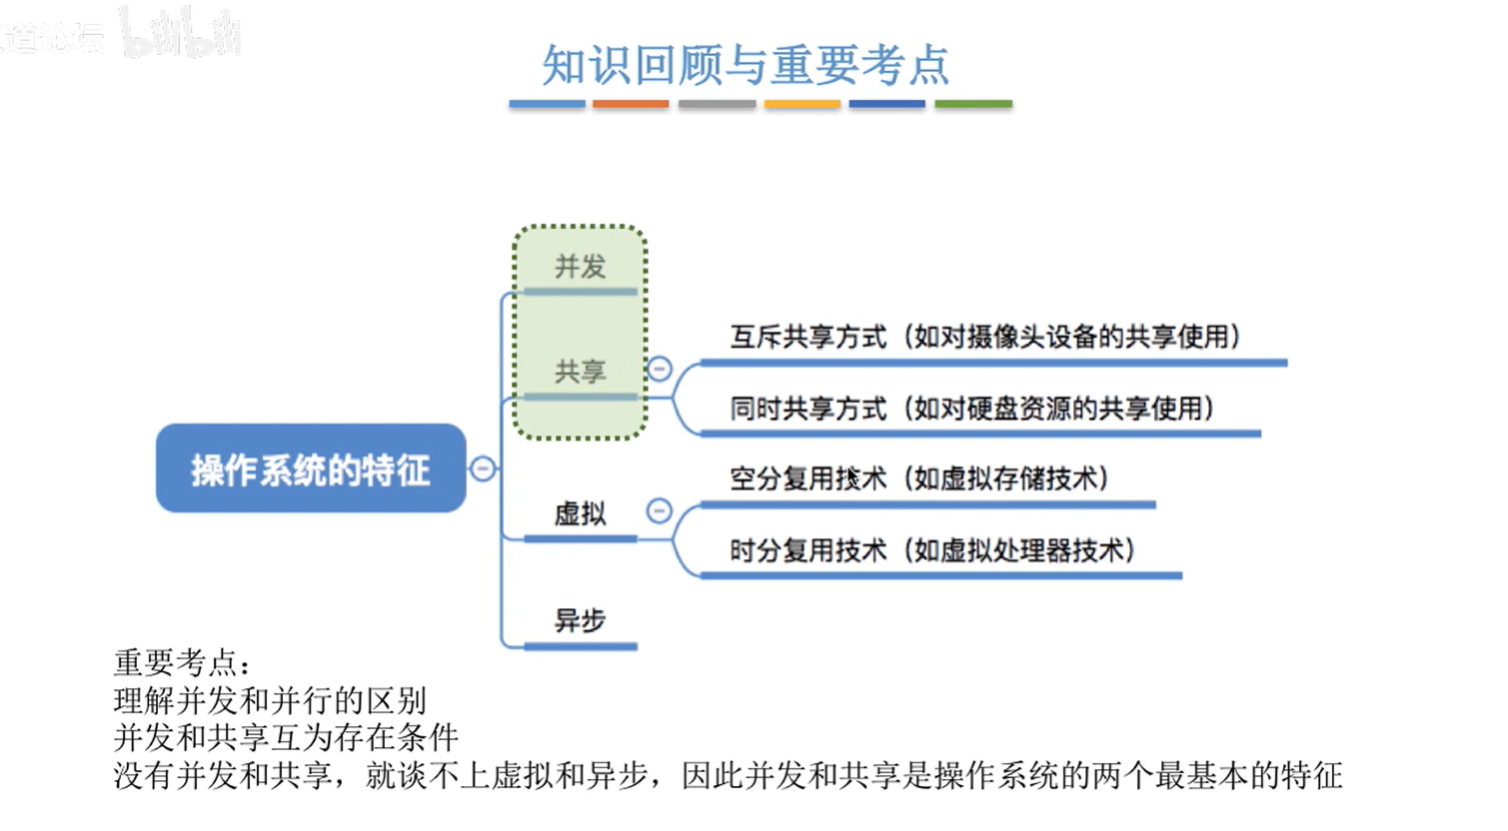 道论坛 bilibili
知识回顾与重要考点
并发
共享
互斥共享方式（如对摄像头设备的共享使用）
同时共享方式（如对硬盘资源的共享使用）
操作系统的特征
虚拟
空分复用技术（如虚拟存储技术）
时分复用技术（如虚拟处理器技术）
异步
重要考点：
理解并发和并行的区别
并发和共享互为存在条件
没有并发和共享，就谈不上虚拟和异步，因此并发和共享是操作系统的两个最基本的特征